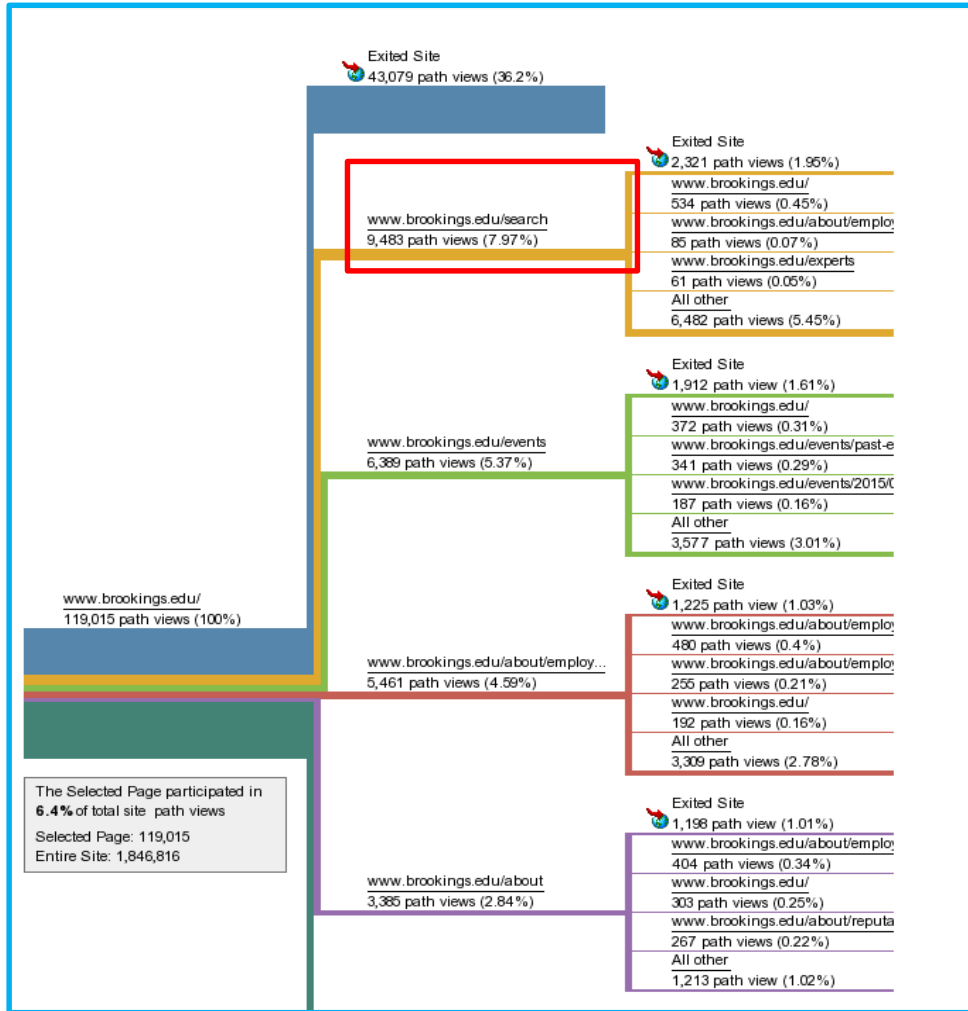 Exited Site
43,079 path views (36.2%)
Exited Site
2,321 path views (1.95%)
www.brookings.edu/
534 path views (0.45%)
www.brookings.edu/about/employ
85 path views (0.07%)
www.brookings.edu/experts
61 path views (0.05%)
All other
6,482 path views (5.45%)
www.brookings.edu/search
9,483 path views (7.97%)
Exited Site
1,912 path view (1.61%)
www.brookings.edu/
372 path views (0.31%)
www.brookings.edu/events/past-e
341 path views (0.29%)
www.brookings.edu/events/2015/0
187 path views (0.16%)
All other
3,577 path views (3.01%)
www.brookings.edu/events
6,389 path views (5.37%)
www.brookings.edu/
119,015 path views (100%)
Exited Site
1,225 path view (1.03%)
www.brookings.edu/about/employ
480 path views (0.4%)
www.brookings.edu/about/employ
255 path views (0.21%)
www.brookings.edu/
192 path views (0.16%)
All other
3,309 path views (2.78%)
www.brookings.edu/about/employ...
5,461 path views (4.59%)
The Selected Page participated in
6.4% of total site path views
Selected Page: 119,015
Entire Site: 1,846,816
Exited Site
1,198 path view (1.01%)
www.brookings.edu/about/employ
404 path views (0.34%)
www.brookings.edu/
303 path views (0.25%)
www.brookings.edu/about/reputa
267 path views (0.22%)
All other
1,213 path view (1.02%)
www.brookings.edu/about
3,385 path views (2.84%)